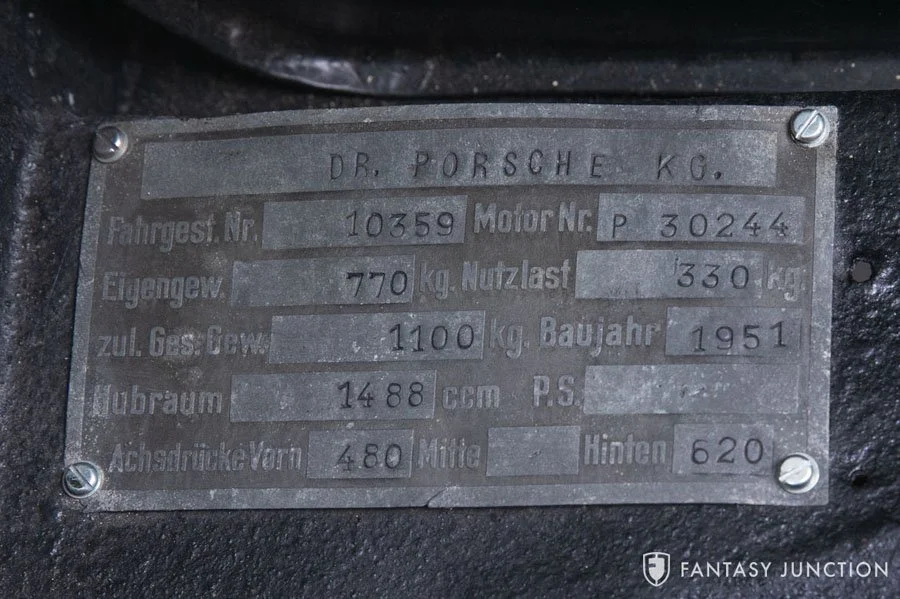 DR. PORSCHE KG.
Fahrgest. Nr. 10359 Motor Nr. P 30244
Eigengew. 770 kg. Nutzlast 330 kg.
zul. Ges. Gew. 1100 kg. Baujahr 1951
Hubraum 1488 ccm P.S.
Achsdrücke Vorn 480 Mitte Hinten 620
FANTASY JUNCTION